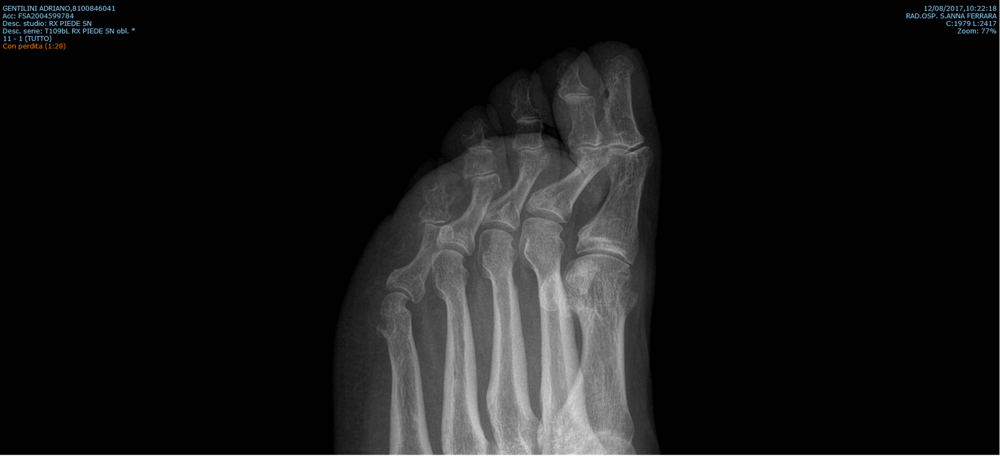 GENTILINI ADRIANO,8100846041
Acc: FSA2004599784
Desc. studio: RX PIEDE SN
Desc. serie: T109bL RX PIEDE SN obl. *
11 - 1 (TUTTO)
Con perdita (1:28)
12/08/2017,10:22:18
RAD.OSP. S.ANNA FERRARA
C:1979 L:2417
Zoom: 77%